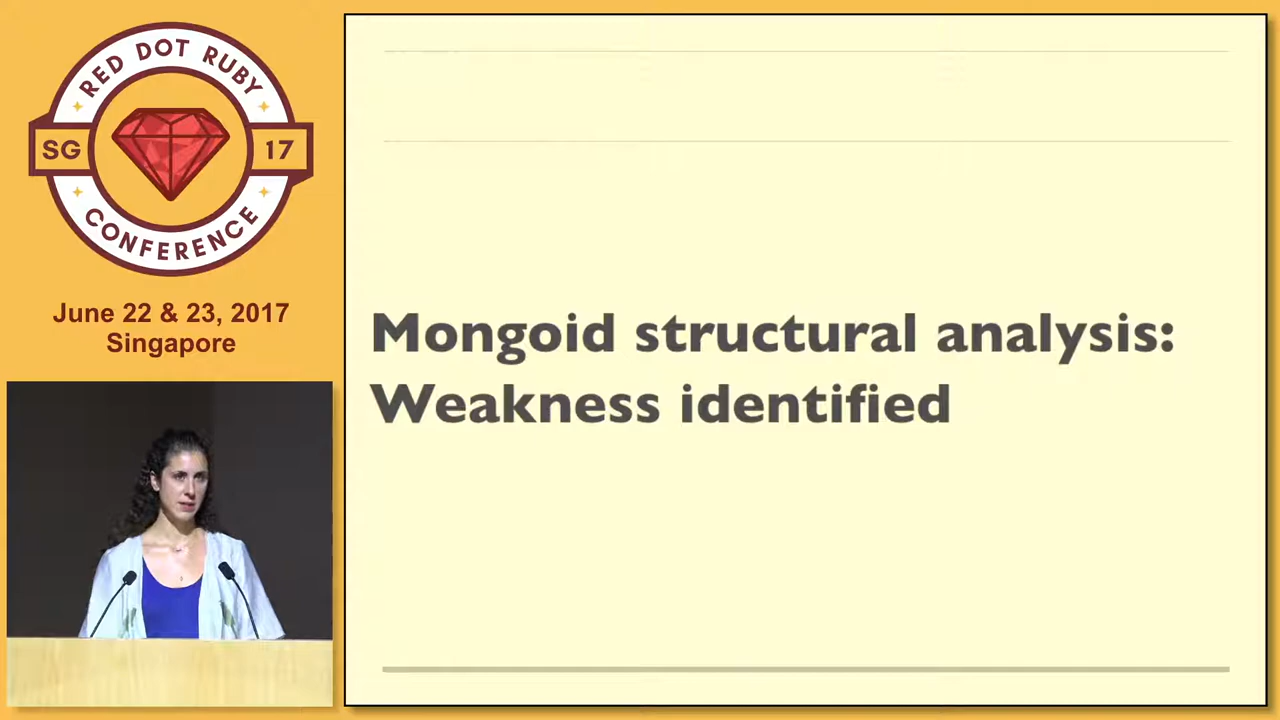 RED DOT RUBY
SG 17
CONFERENCE
June 22 & 23, 2017
Singapore
Mongoid structural analysis:
Weakness identified